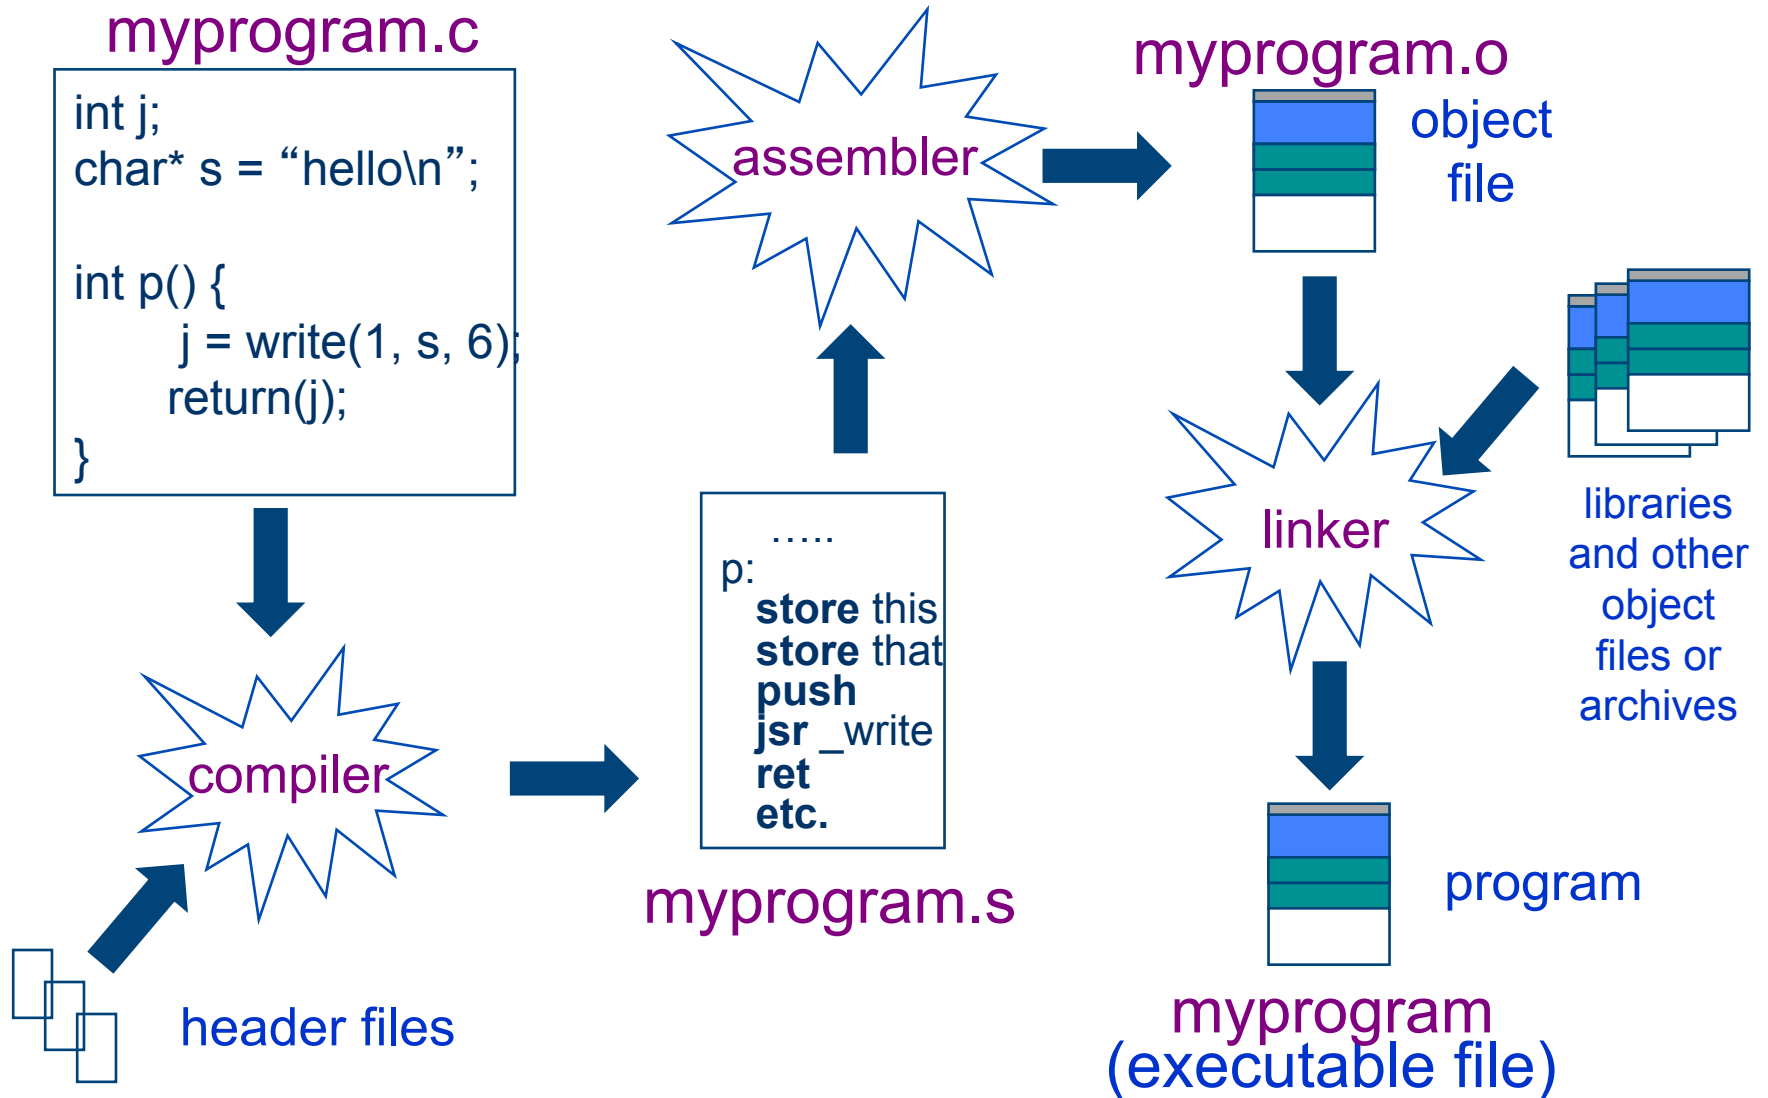 myprogram.c
int j;
char* s = “hello\n”;
int p() {
j = write(1, s, 6);
return(j);
}
compiler
header files
…..
p:
store this
store that
push
jsr _write
ret
etc.
myprogram.s
assembler
myprogram.o
object
file
linker
libraries
and other
object
files or
archives
program
myprogram
(executable file)